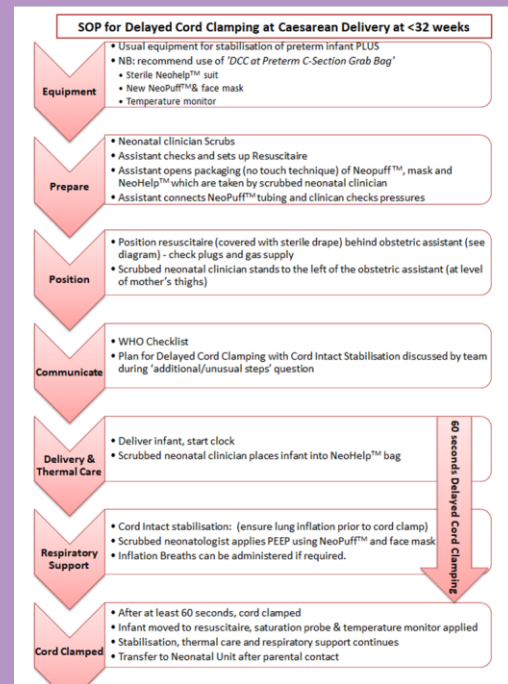 SOP for Delayed Cord Clamping at Caesarean Delivery at <32 weeks
Equipment
• Usual equipment for stabilisation of preterm infant PLUS
• NB: recommend use of 'DCC at Preterm C-Section Grab Bag'
• Sterile Neohelp™ suit
• New NeoPuff™& face mask
• Temperature monitor
Prepare
• Neonatal clinician Scrubs
• Assistant checks and sets up Resuscitaire
• Assistant opens packaging (no touch technique) of Neopuff™, mask and
NeoHelp™ which are taken by scrubbed neonatal clinician
• Assistant connects NeoPuff™ tubing and clinican checks pressures
Position
• Position resuscitaire (covered with sterile drape) behind obstetric assistant (see
diagram) - check plugs and gas supply
• Scrubbed neonatal clinician stands to the left of the obstetric assistant (at level
of mother's thighs)
Communicate
• WHO Checklist
• Plan for Delayed Cord Clamping with Cord Intact Stabilisation discussed by team
during 'additional/unusual steps' question
Delivery &
Thermal Care
• Deliver infant, start clock
• Scrubbed neonatal clinician places infant into NeoHelp™ bag
60 seconds Delayed Cord Clamping
Respiratory
Support
• Cord Intact stabilisation: (ensure lung inflation prior to cord clamp)
• Scrubbed neonatologist applies PEEP using NeoPuff™ and face mask
• Inflation Breaths can be administered if required.
Cord Clamped
• After at least 60 seconds, cord clamped
• Infant moved to resuscitaire, saturation probe & temperature monitor applied
• Stabilisation, thermal care and respiratory support continues
• Transfer to Neonatal Unit after parental contact